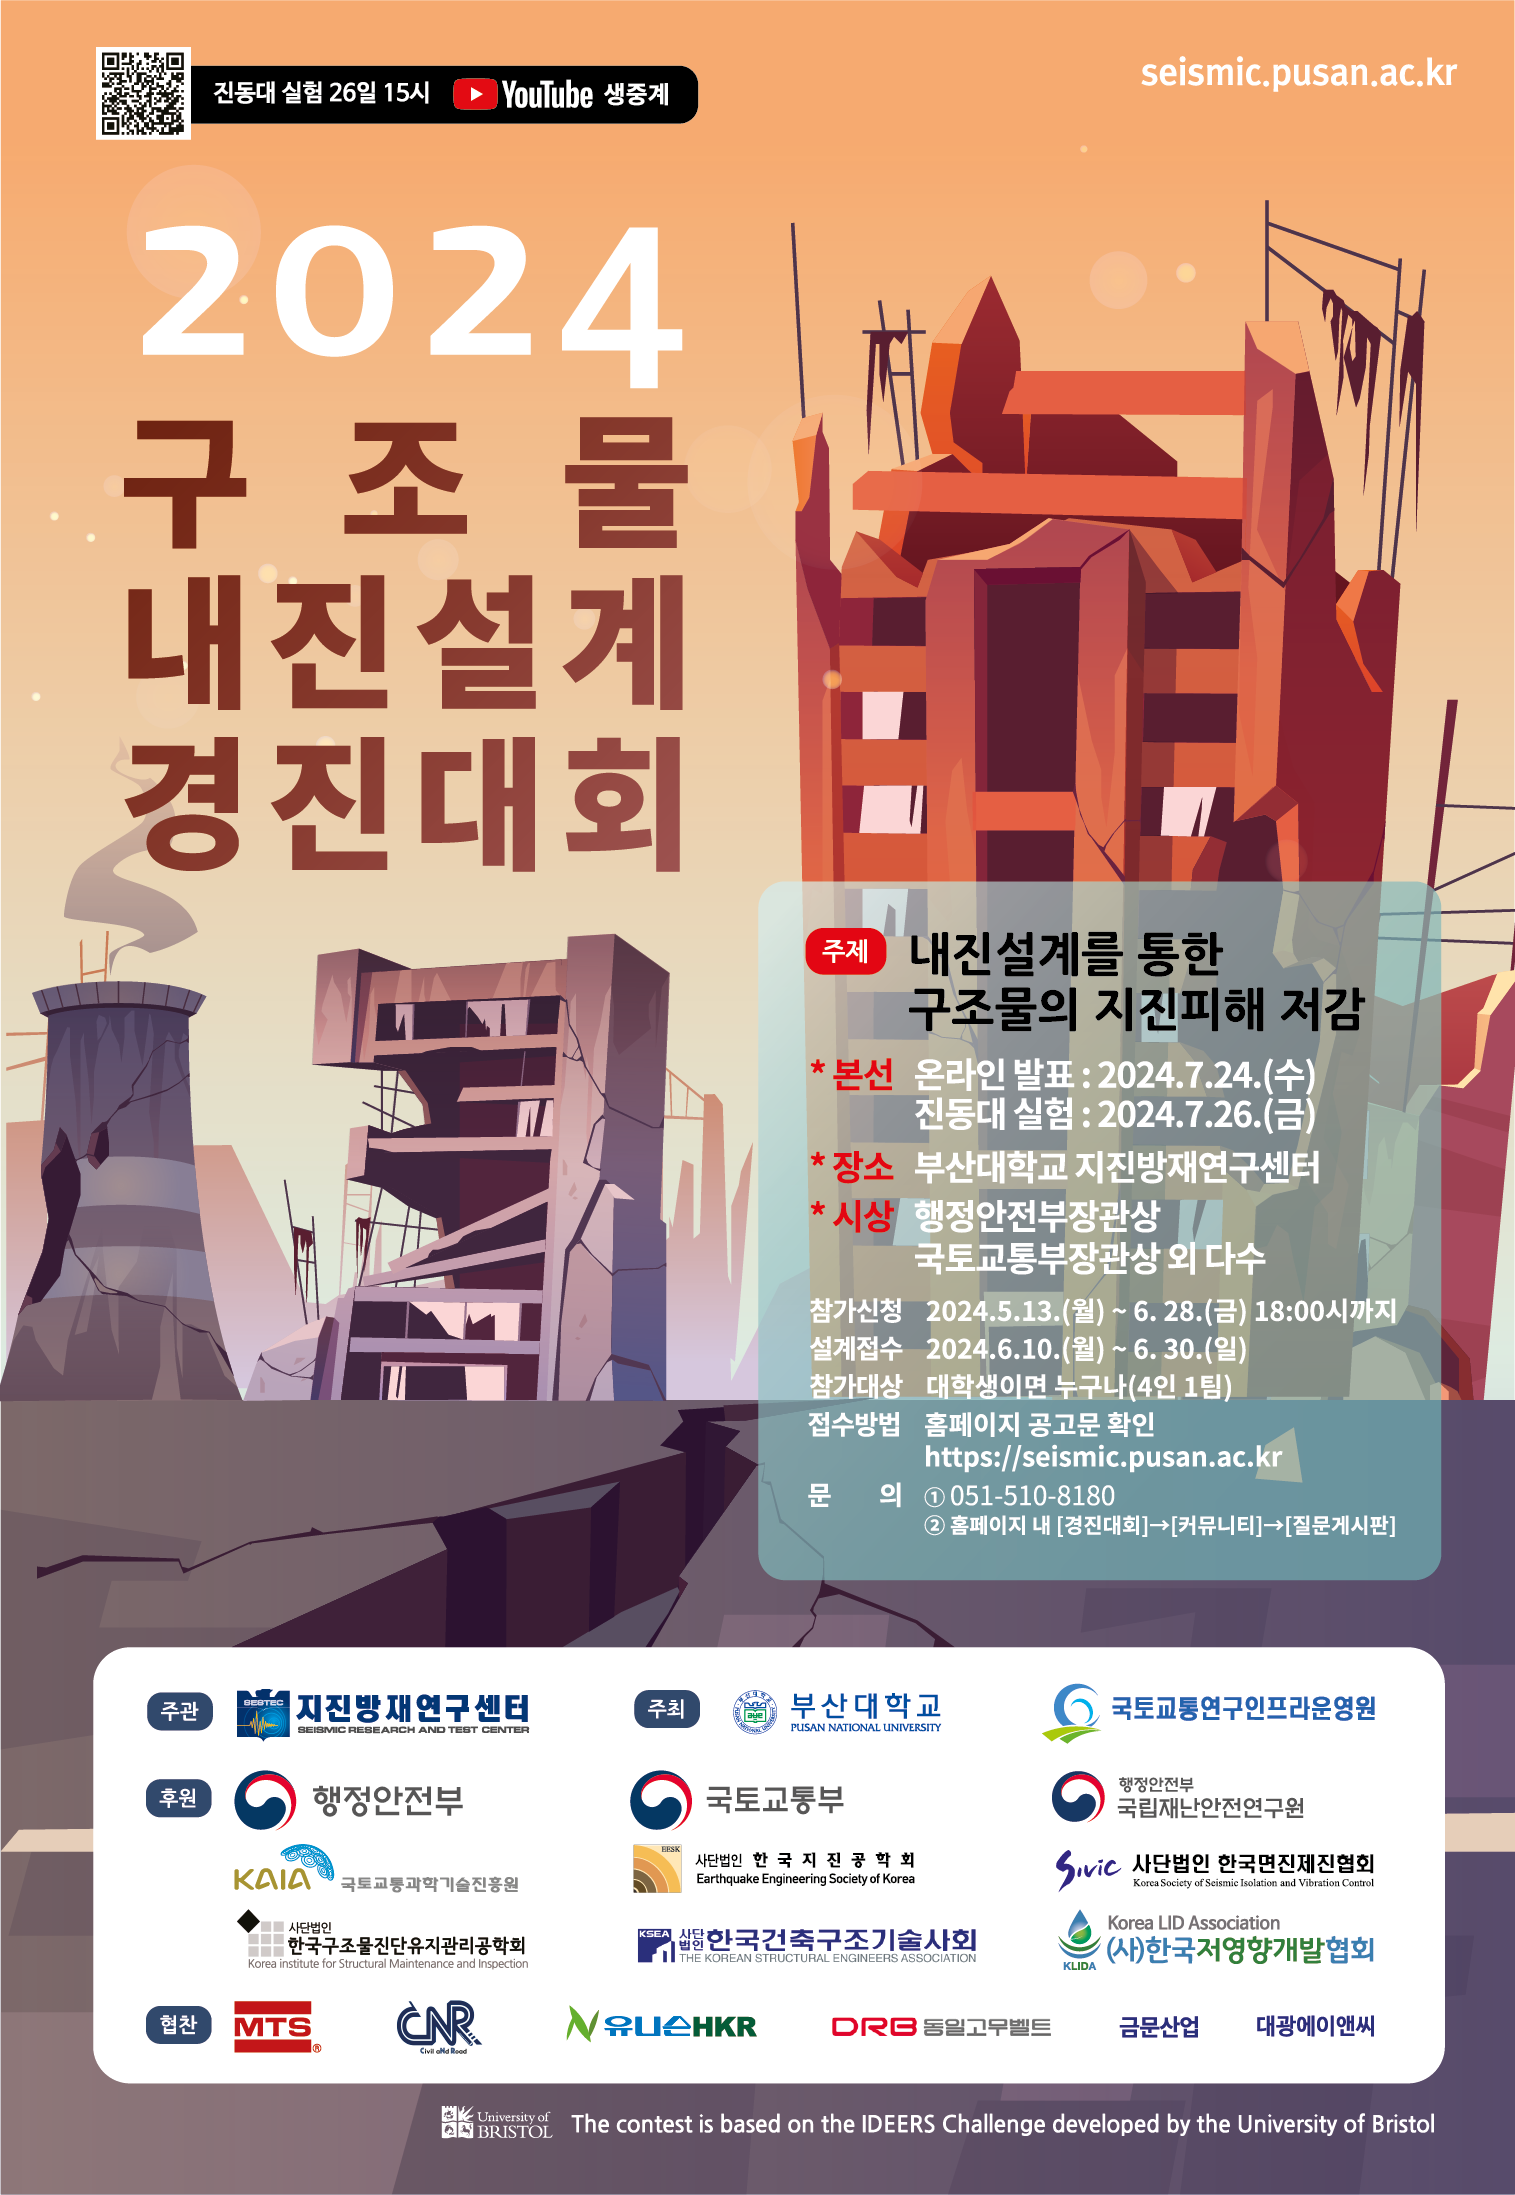 진동대 실험 26일 15시 YouTube 생중계
seismic.pusan.ac.kr
2024
구조물
내진설계
경진대회
주제 내진설계를 통한
구조물의 지진피해 저감
* 본선 온라인 발표 : 2024.7.24.(수)
진동대 실험 : 2024.7.26.(금)
* 장소 부산대학교 지진방재연구센터
* 시상 행정안전부장관상
국토교통부장관상 외 다수
참가신청 2024.5.13.(월) ~ 6. 28.(금) 18:00시까지
설계접수 2024.6.10.(월) ~ 6. 30.(일)
참가대상 대학생이면 누구나(4인 1팀)
접수방법 홈페이지 공고문 확인
https://seismic.pusan.ac.kr
문 의 ① 051-510-8180
② 홈페이지 내 [경진대회]→[커뮤니티]→[질문게시판]
주관 SESTEC 지진방재연구센터
SEISMIC RESEARCH AND TEST CENTER
주최 부산대학교
PUSAN NATIONAL UNIVERSITY
국토교통연구인프라운영원
후원 행정안전부
국토교통부
행정안전부
국립재난안전연구원
KAIA 국토교통과학기술진흥원
EESK 사단법인 한국지진공학회
Earthquake Engineering Society of Korea
Sivic 사단법인 한국면진제진협회
Korea Society of Seismic Isolation and Vibration Control
사단법인
한국구조물진단유지관리공학회
Korea institute for Structural Maintenance and Inspection
KSEA 사단법인 한국건축구조기술사회
THE KOREAN STRUCTURAL ENGINEERS ASSOCIATION
KLIDA Korea LID Association
(사)한국저영향개발협회
협찬 MTS®
CNR
Civil aNd Road
유니슨HKR
DRB 동일고무벨트
금문산업
대광에이앤씨
University of
BRISTOL
The contest is based on the IDEERS Challenge developed by the University of Bristol